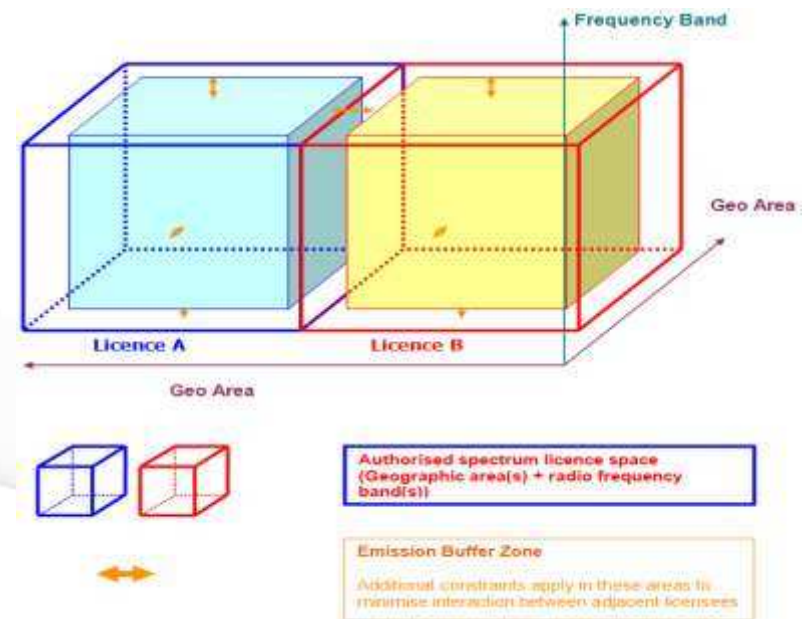 Frequency Band
Geo Area
Licence A
Licence B
Geo Area
Authorised spectrum licence space
(Geographic area(s) + radio frequency
band(s))
Emission Buffer Zone
Additional constraints apply in these areas to
minimise interaction between adjacent licensees